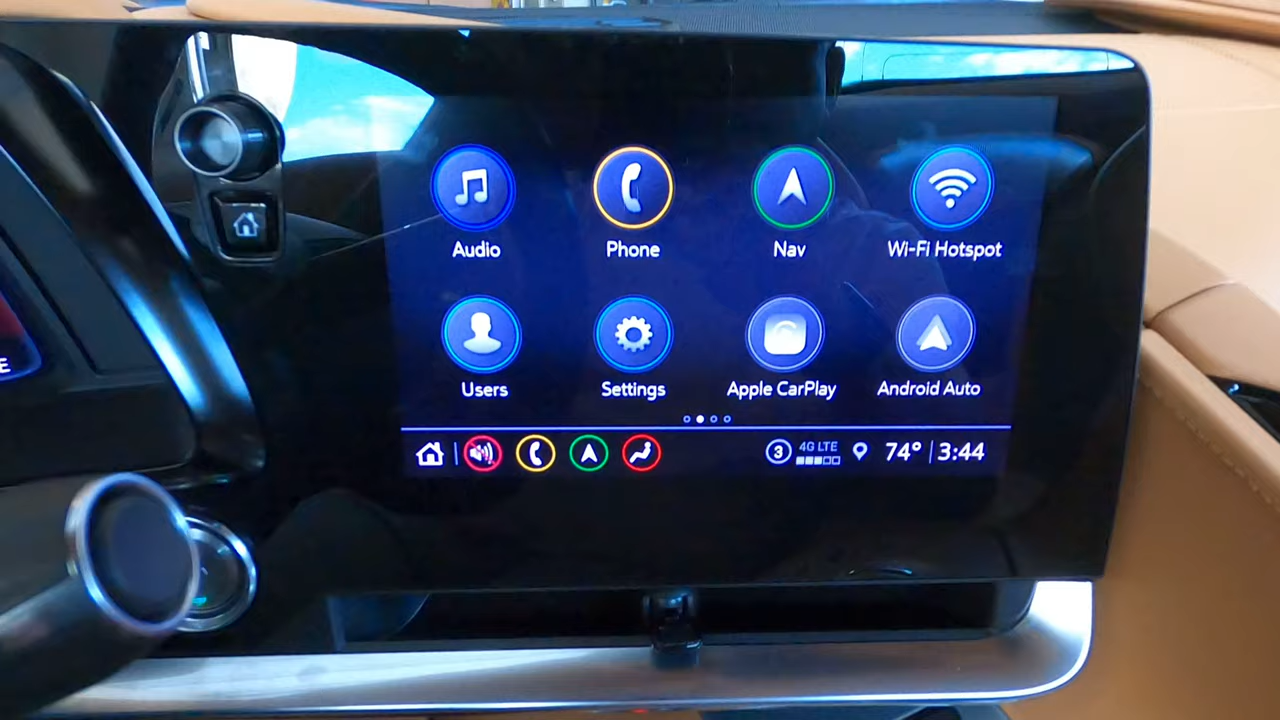 Audio Phone Nav Wi-Fi Hotspot
Users Settings Apple CarPlay Android Auto
3 4G LTE 74° 3:44
E